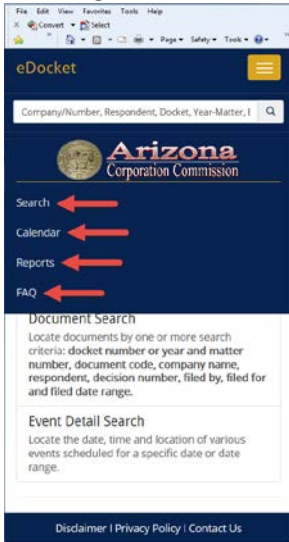 File Edit View Favorites Tools Help
X Convert Select
Page Safety Tools
eDocket
Company/Number, Respondent, Docket, Year-Matter, I
Arizona
Corporation Commission
Search
Calendar
Reports
FAQ
Document Search
Locate documents by one or more search
criteria: docket number or year and matter
number, document code, company name,
respondent, decision number, filed by, filed for
and filed date range.
Event Detail Search
Locate the date, time and location of various
events scheduled for a specific date or date
range.
Disclaimer | Privacy Policy | Contact Us